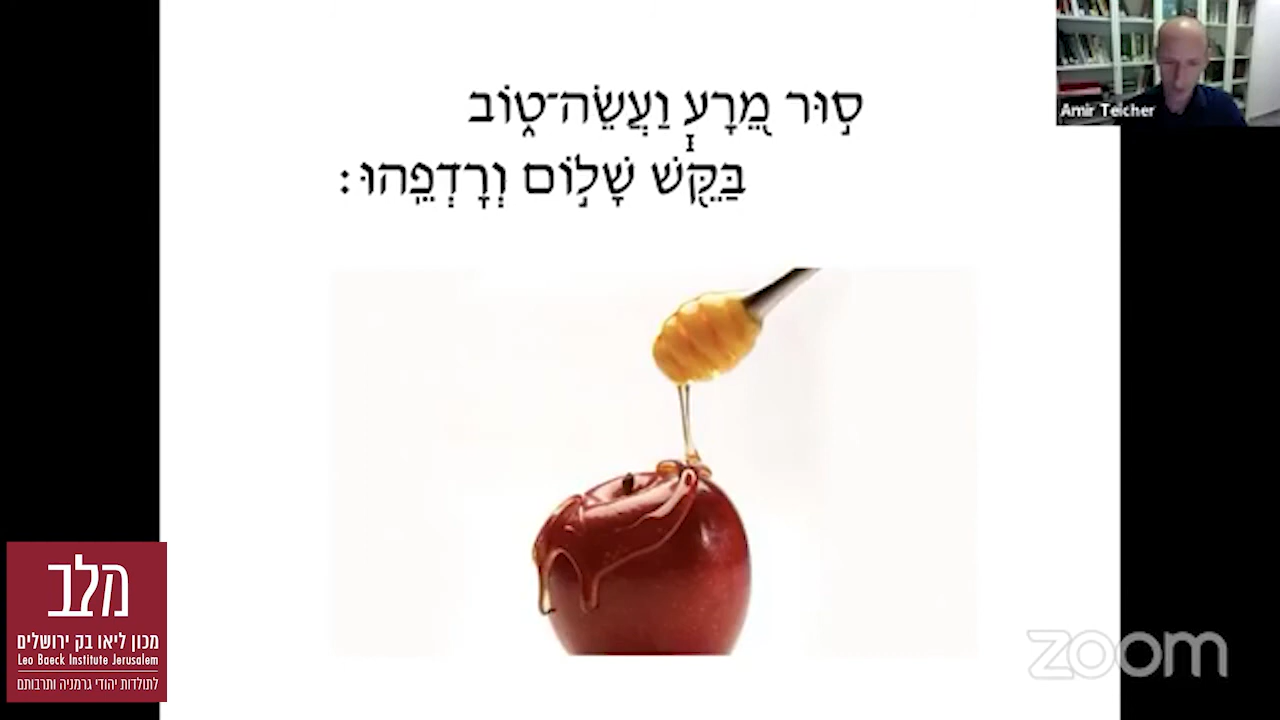 ס֣וּר מֵ֭רָע וַעֲשֵׂה־ט֑וֹב
בַּקֵּ֖שׁ שָׁל֣וֹם וְרָדְפֵֽהוּ׃
Amir Teicher
מלב
מכון ליאו בק ירושלים
Leo Baeck Institute Jerusalem
לתולדות יהודי גרמניה ותרבותם
zoom